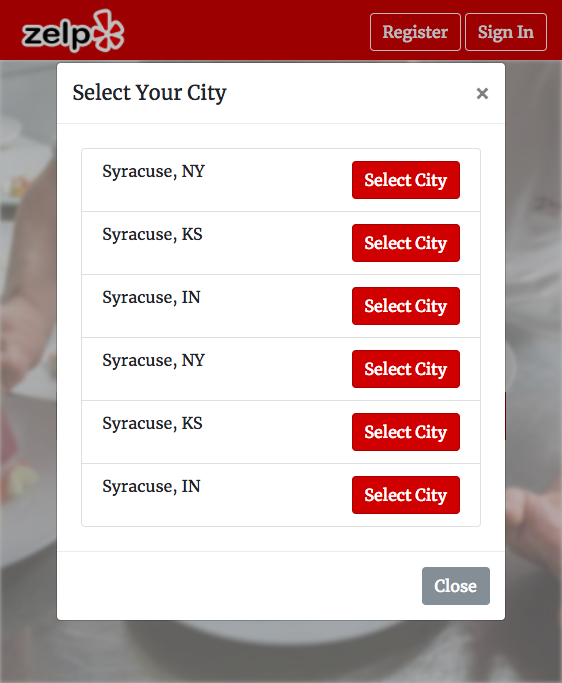 zelp
Register
Sign In
Select Your City
×
Syracuse, NY
Select City
Syracuse, KS
Select City
Syracuse, IN
Select City
Syracuse, NY
Select City
Syracuse, KS
Select City
Syracuse, IN
Select City
Close